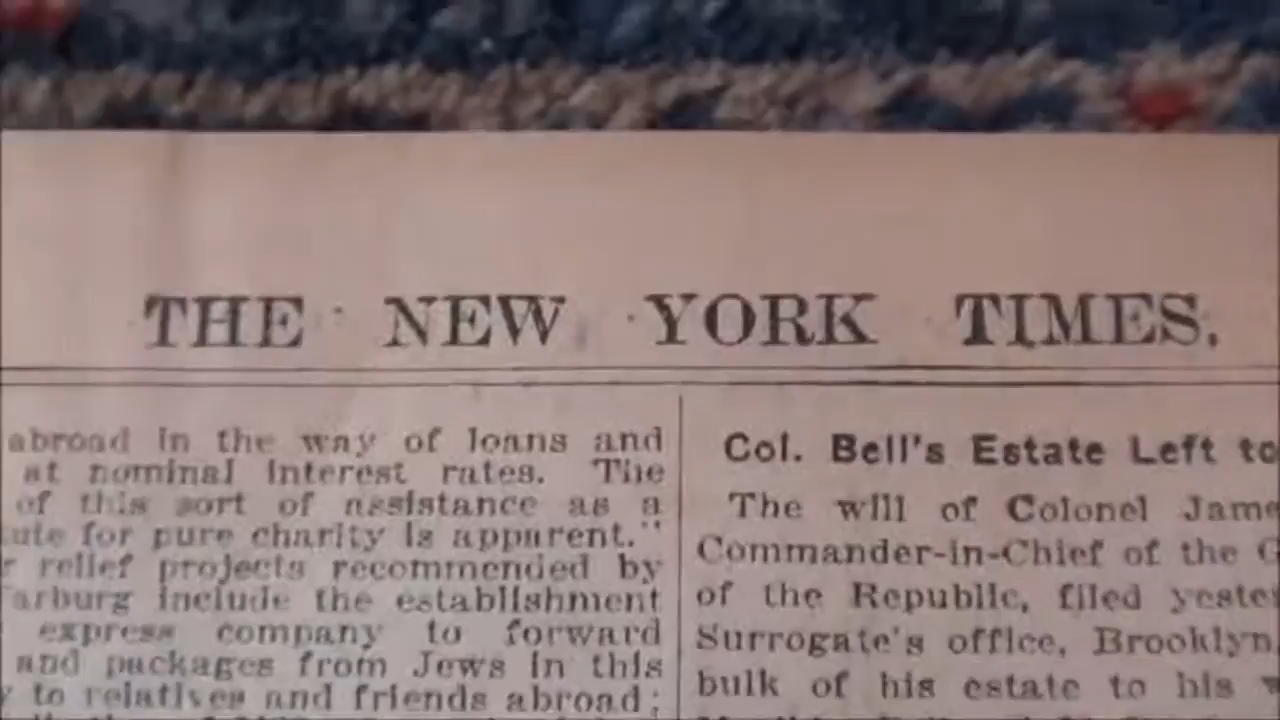 THE NEW YORK TIMES.
abroad in the way of loans and
at nominal interest rates. The
of this sort of assistance as a
ute for pure charity is apparent."
r relief projects recommended by
arburg include the establishment
express company to forward
and packages from Jews in this
y to relatives and friends abroad;
Col. Bell's Estate Left to
The will of Colonel Jame
Commander-in-Chief of the G
of the Republic, filed yeste
Surrogate's office, Brooklyn,
bulk of his estate to his w